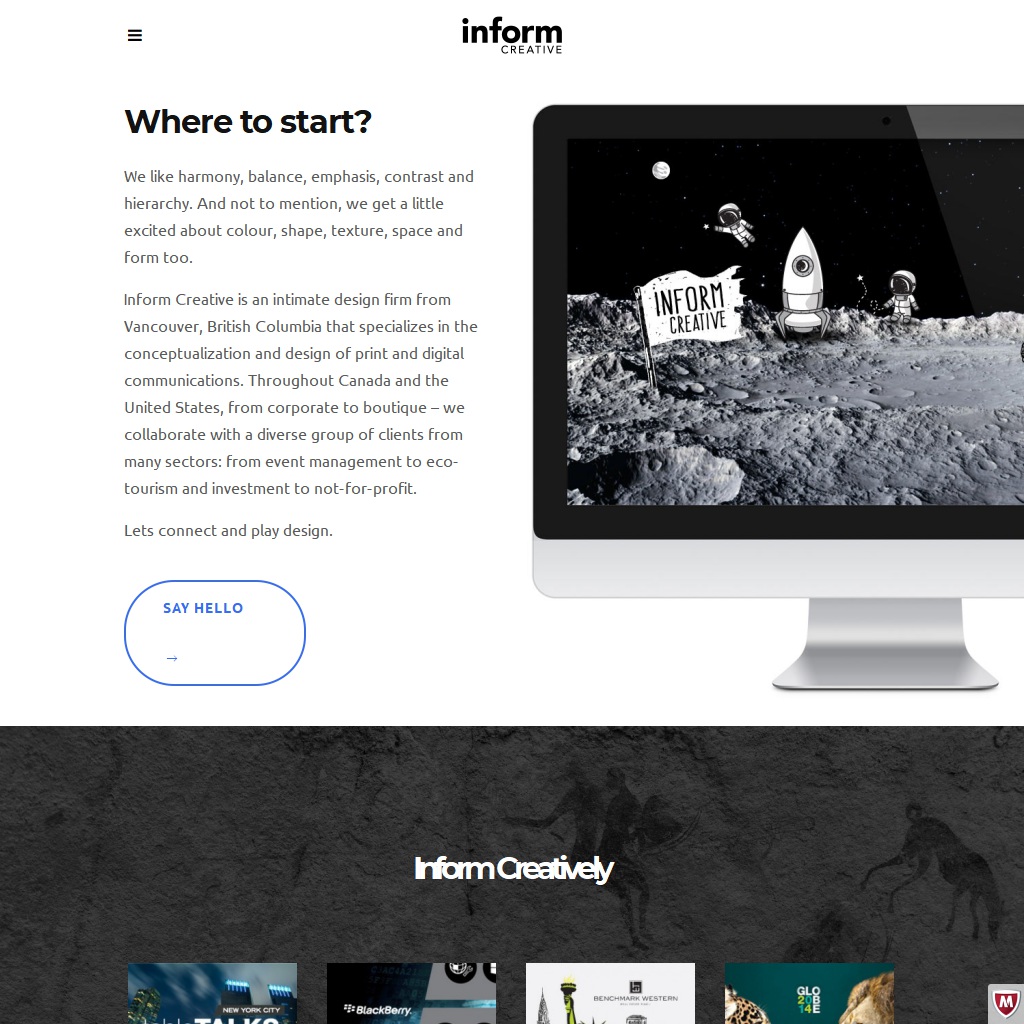 inform
CREATIVE
Where to start?
We like harmony, balance, emphasis, contrast and
hierarchy. And not to mention, we get a little
excited about colour, shape, texture, space and
form too.
Inform Creative is an intimate design firm from
Vancouver, British Columbia that specializes in the
conceptualization and design of print and digital
communications. Throughout Canada and the
United States, from corporate to boutique – we
collaborate with a diverse group of clients from
many sectors: from event management to eco-
tourism and investment to not-for-profit.
Lets connect and play design.
SAY HELLO
→
INFORM
CREATIVE
Inform Creatively
NEW YORK CITY
TALKS
BlackBerry.
BENCHMARK WESTERN
GLO
20B
14E